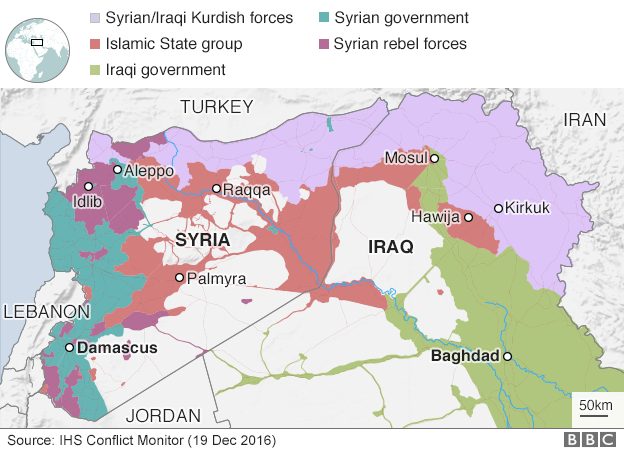 Syrian/Iraqi Kurdish forces
Syrian government
Islamic State group
Syrian rebel forces
Iraqi government
TURKEY
IRAN
Mosul
Aleppo
Raqqa
Idlib
Kirkuk
Hawija
SYRIA
IRAQ
Palmyra
LEBANON
Damascus
Baghdad
50km
JORDAN
Source: IHS Conflict Monitor (19 Dec 2016)
BBC